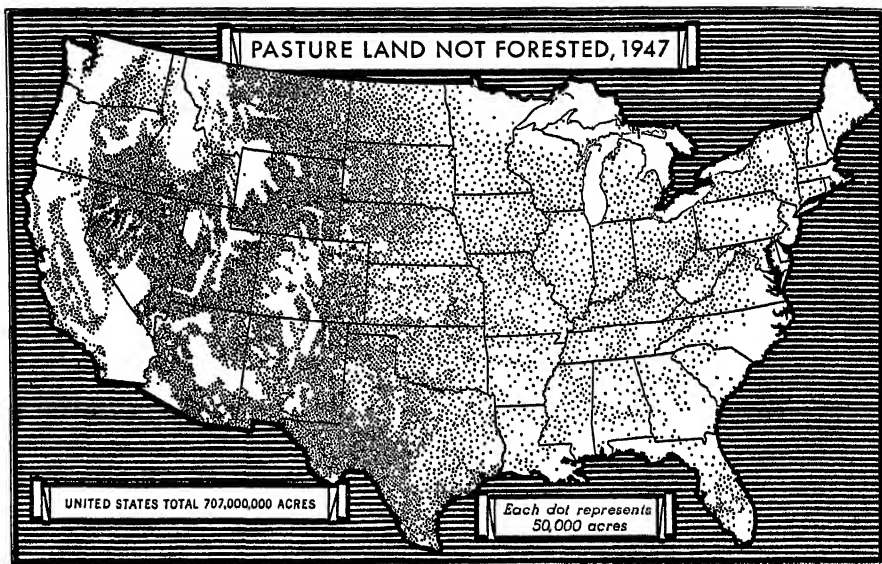 PASTURE LAND NOT FORESTED, 1947
UNITED STATES TOTAL 707,000,000 ACRES
Each dot represents
50,000 acres